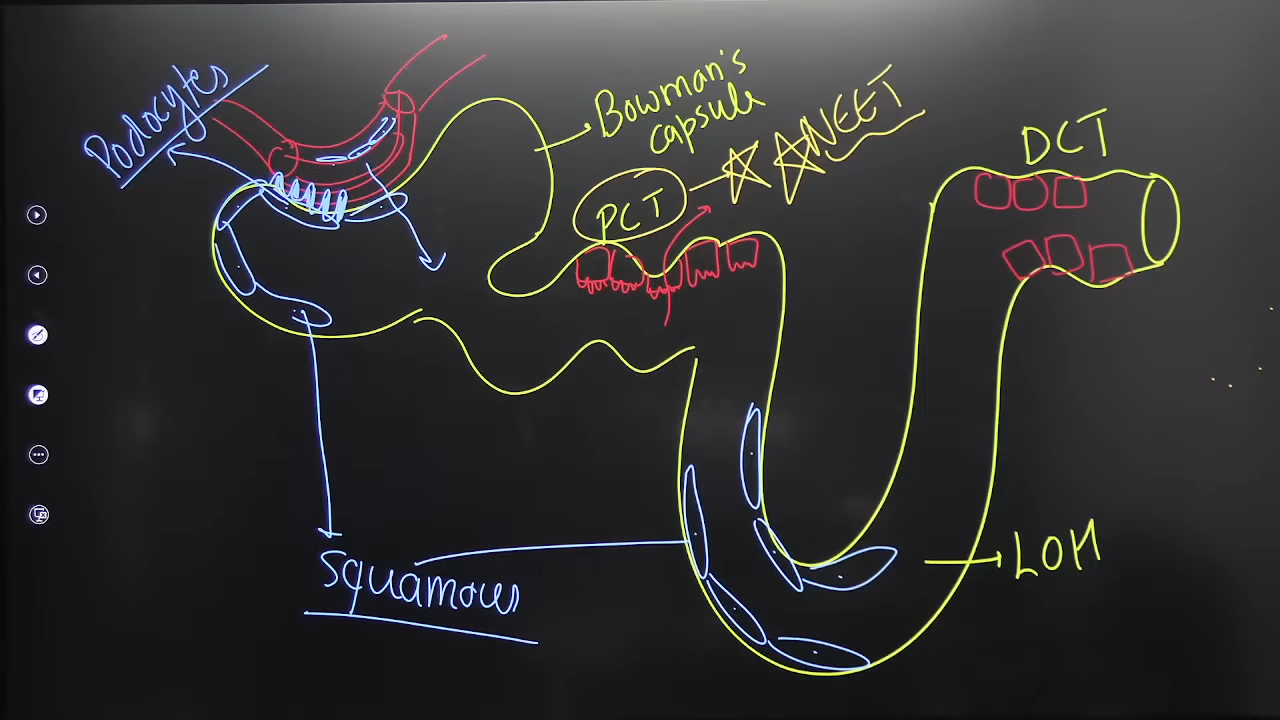 Podocytes
Bowman's
capsule
PCT
NEET
DCT
Squamous
LOH